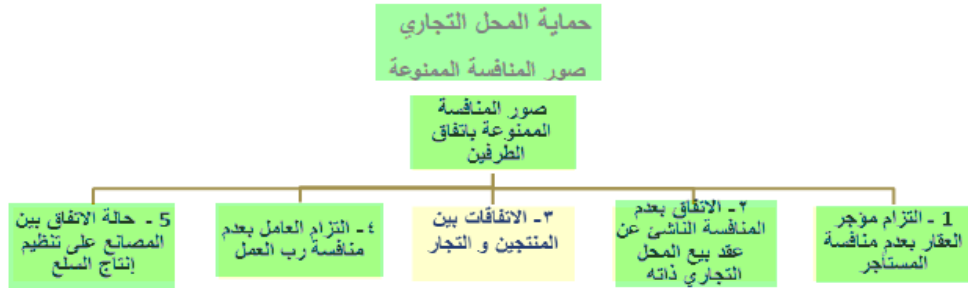 حماية المحل التجاري
صور المنافسة الممنوعة
صور المنافسة
الممنوعة باتفاق
الطرفين
1 - التزام مؤجر
العقار بعدم منافسة
المستاجر
٢- الاتفاق بعدم
المنافسة الناشئ عن
عقد بيع المحل
التجاري ذاته
٣- الاتفاقات بين
المنتجين و التجار
٤- التزام العامل بعدم
منافسة رب العمل
5 - حالة الاتفاق بين
المصانع على تنظيم
إنتاج السلع